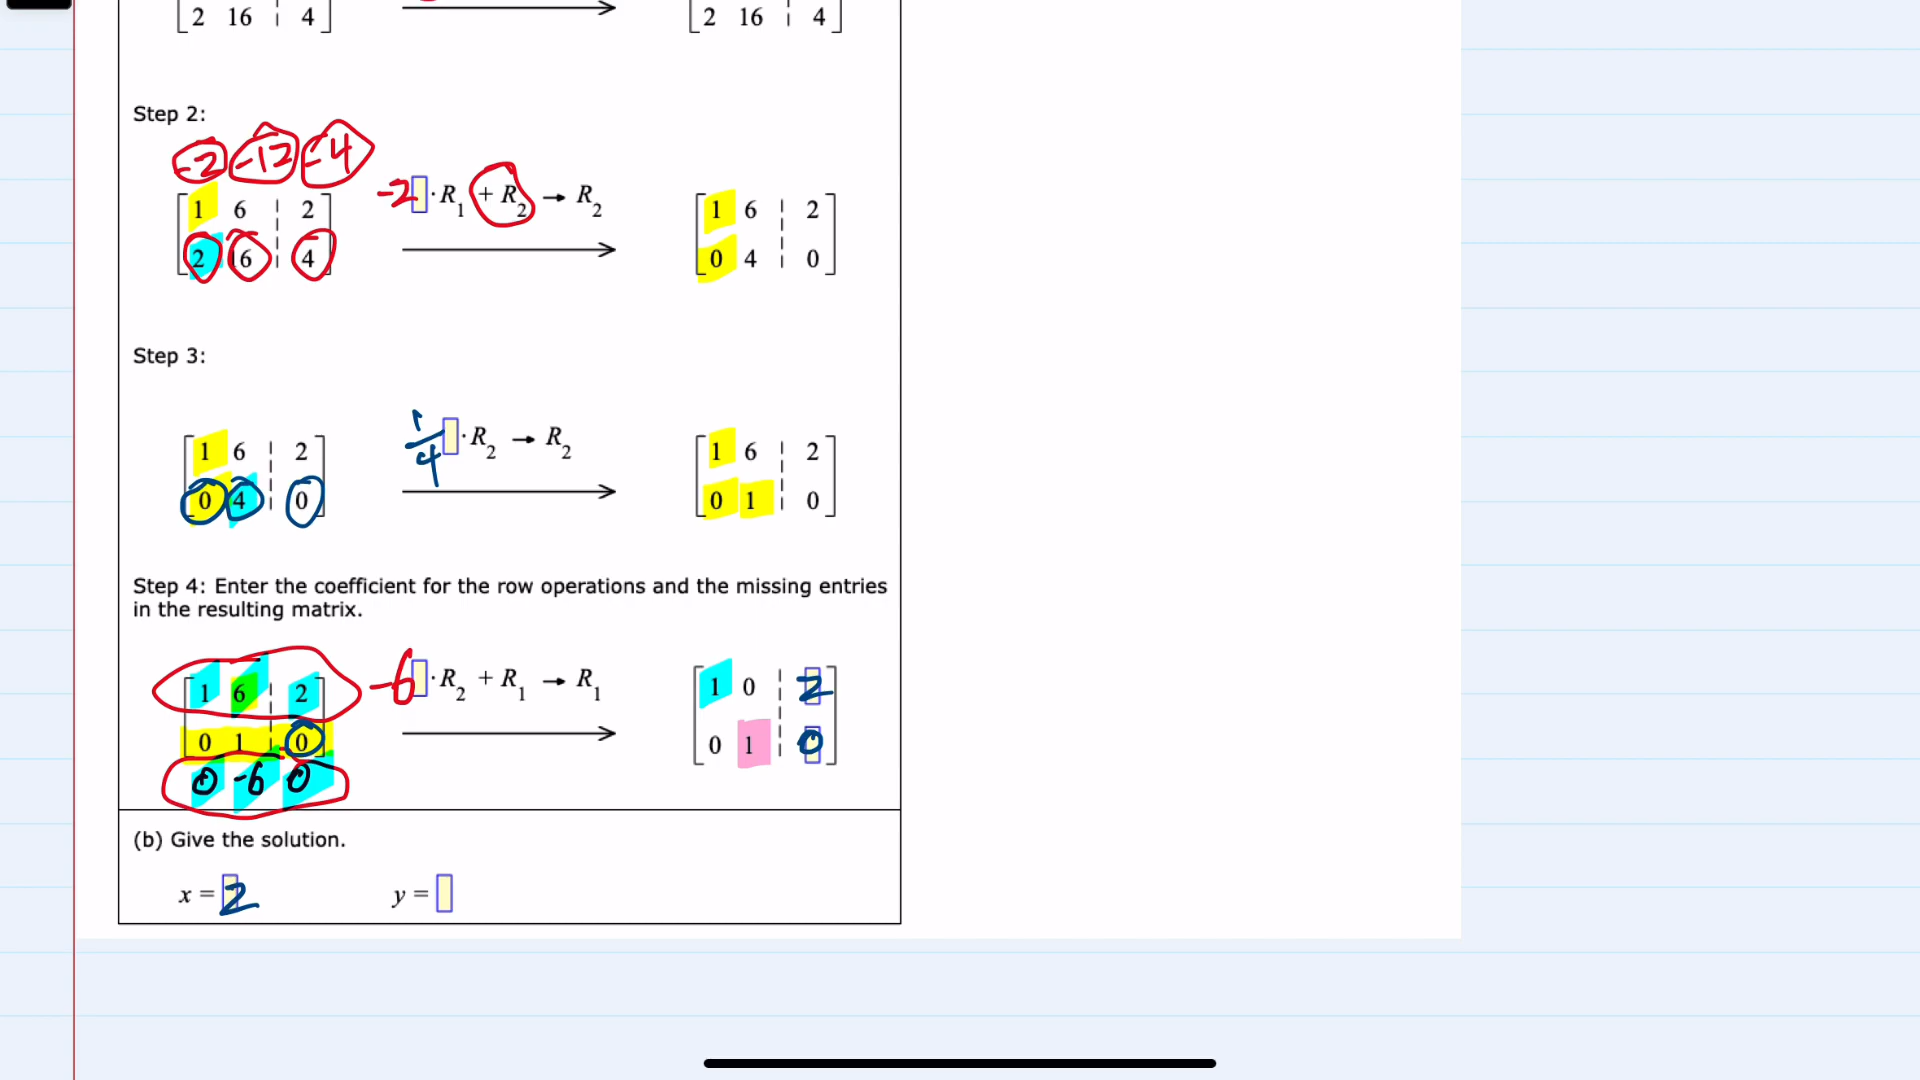 2 16 4 2 16 4
Step 2:
-2 -12 -4
1 6 2 -2 · R1 + R2 → R2 1 6 2
2 16 4 0 4 0
Step 3:
1 6 2 1/4 · R2 → R2 1 6 2
0 4 0 0 1 0
Step 4: Enter the coefficient for the row operations and the missing entries
in the resulting matrix.
1 6 2 -6 · R2 + R1 → R1 1 0 2
0 1 0 0 1 0
0 -6 0
(b) Give the solution.
x = 2 y =